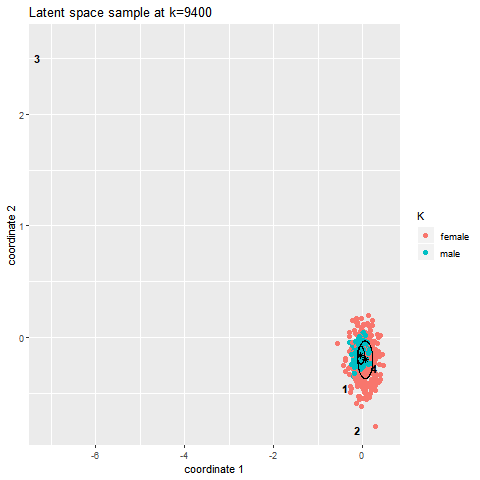 Latent space sample at k=9400
3
2
1
0
4
1
2
-6
-4
-2
0
coordinate 1
coordinate 2
K
female
male